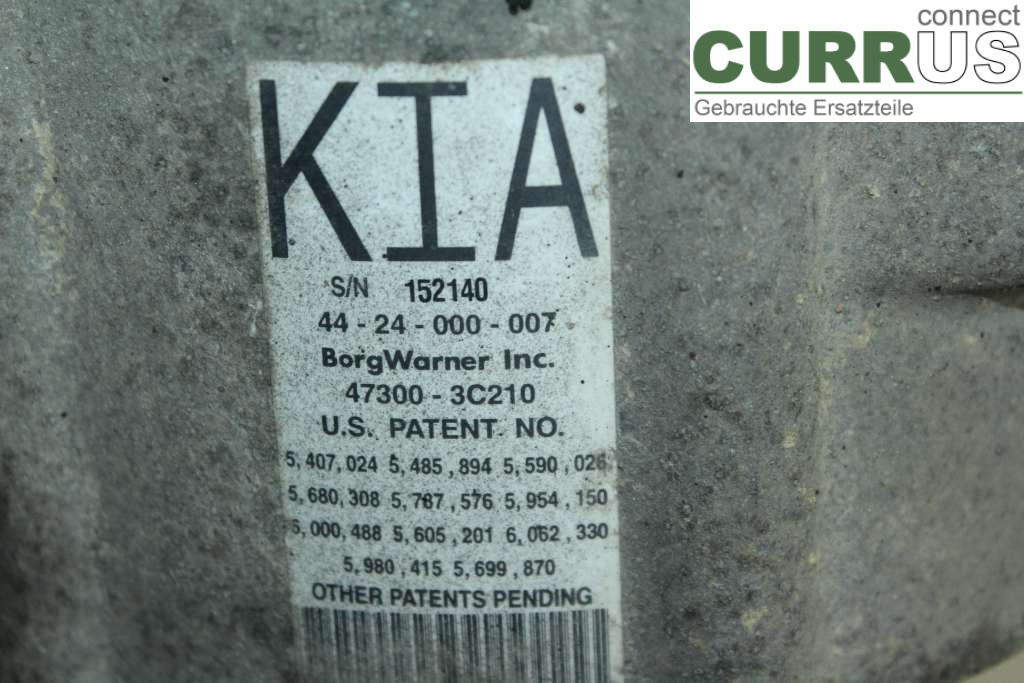 connect
CURRUS
Gebrauchte Ersatzteile
KIA
S/N 152140
44 - 24 - 000 - 007
BorgWarner Inc.
47300 - 3C210
U.S. PATENT NO.
5,407,024 5,485,894 5,590,026
5,680,308 5,787,576 5,954,150
6,000,488 5,605,201 6,062,330
5,980,415 5,699,870
OTHER PATENTS PENDING